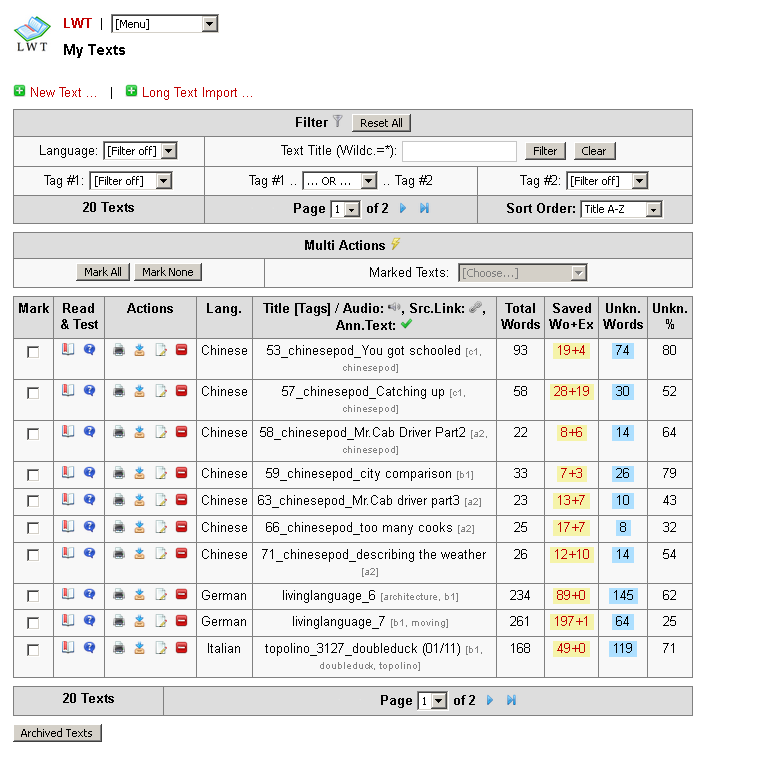 LWT | [Menu]
LWT
My Texts
New Text ... | Long Text Import ...
Filter Reset All
Language: [Filter off] Text Title (Wildc.=*): Filter Clear
Tag #1: [Filter off] Tag #1 .. ... OR ... .. Tag #2 Tag #2: [Filter off]
20 Texts Page 1 of 2 Sort Order: Title A-Z
Multi Actions
Mark All Mark None Marked Texts: [Choose...]
Mark Read Actions Lang. Title [Tags] / Audio: , Src.Link: , Total Saved Unkn. Unkn.
& Test Ann.Text: Words Wo+Ex Words %
Chinese 53_chinesepod_You got schooled [c1, 93 19+4 74 80
chinesepod]
Chinese 57_chinesepod_Catching up [c1, 58 28+19 30 52
chinesepod]
Chinese 58_chinesepod_Mr.Cab Driver Part2 [a2, 22 8+6 14 64
chinesepod]
Chinese 59_chinesepod_city comparison [b1] 33 7+3 26 79
Chinese 63_chinesepod_Mr.Cab driver part3 [a2] 23 13+7 10 43
Chinese 66_chinesepod_too many cooks [a2] 25 17+7 8 32
Chinese 71_chinesepod_describing the weather 26 12+10 14 54
[a2]
German livinglanguage_6 [architecture, b1] 234 89+0 145 62
German livinglanguage_7 [b1, moving] 261 197+1 64 25
Italian topolino_3127_doubleduck (01/11) [b1, 168 49+0 119 71
doubleduck, topolino]
20 Texts Page 1 of 2
Archived Texts